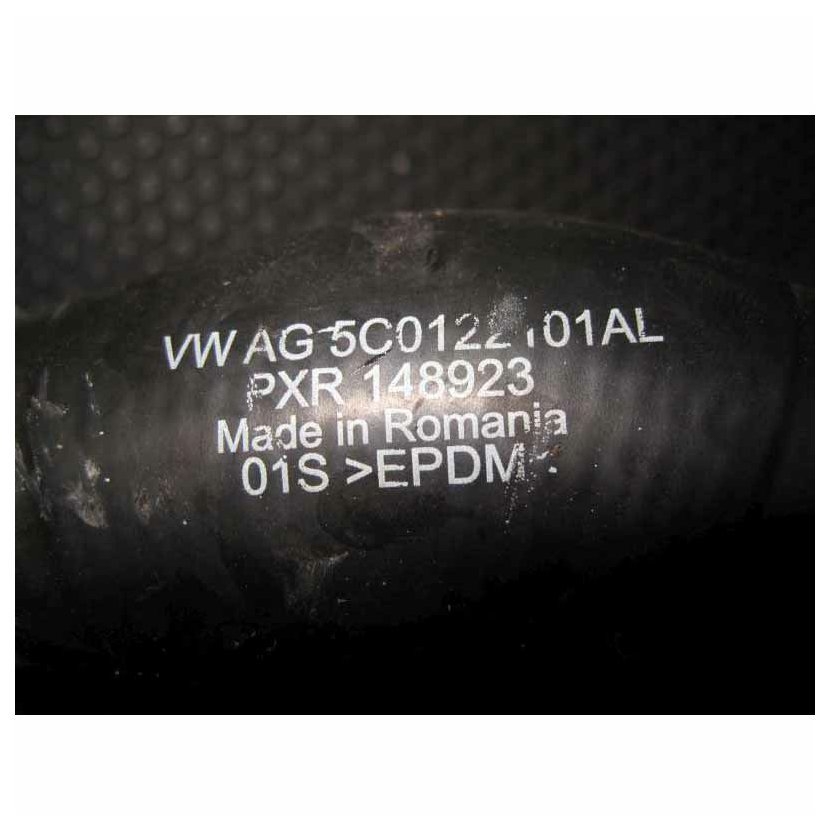 VW AG 5C0122101AL
PXR 148923
Made in Romania
01S >EPDM<